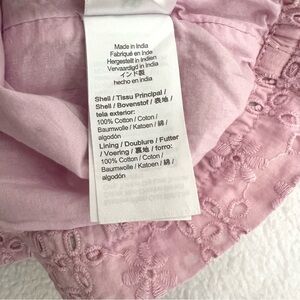 Made in India
Fabriqué en Inde
Hergestellt in Indien
Vervaardigd in India
インド製
hecho en India
Shell / Tissu Principal /
Shell / Bovenstof / 表地 /
tela exterior:
100% Cotton / Coton /
Baumwolle / Katoen / 綿 /
algodón
Lining / Doublure / Futter
/ Voering / 裏地 / forro:
100% Cotton / Coton /
Baumwolle / Katoen / 綿 /
algodón